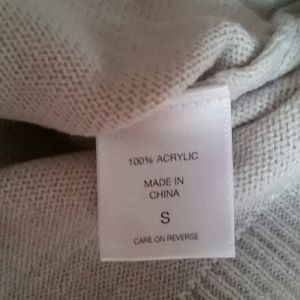 100% ACRYLIC
MADE IN
CHINA
S
CARE ON REVERSE